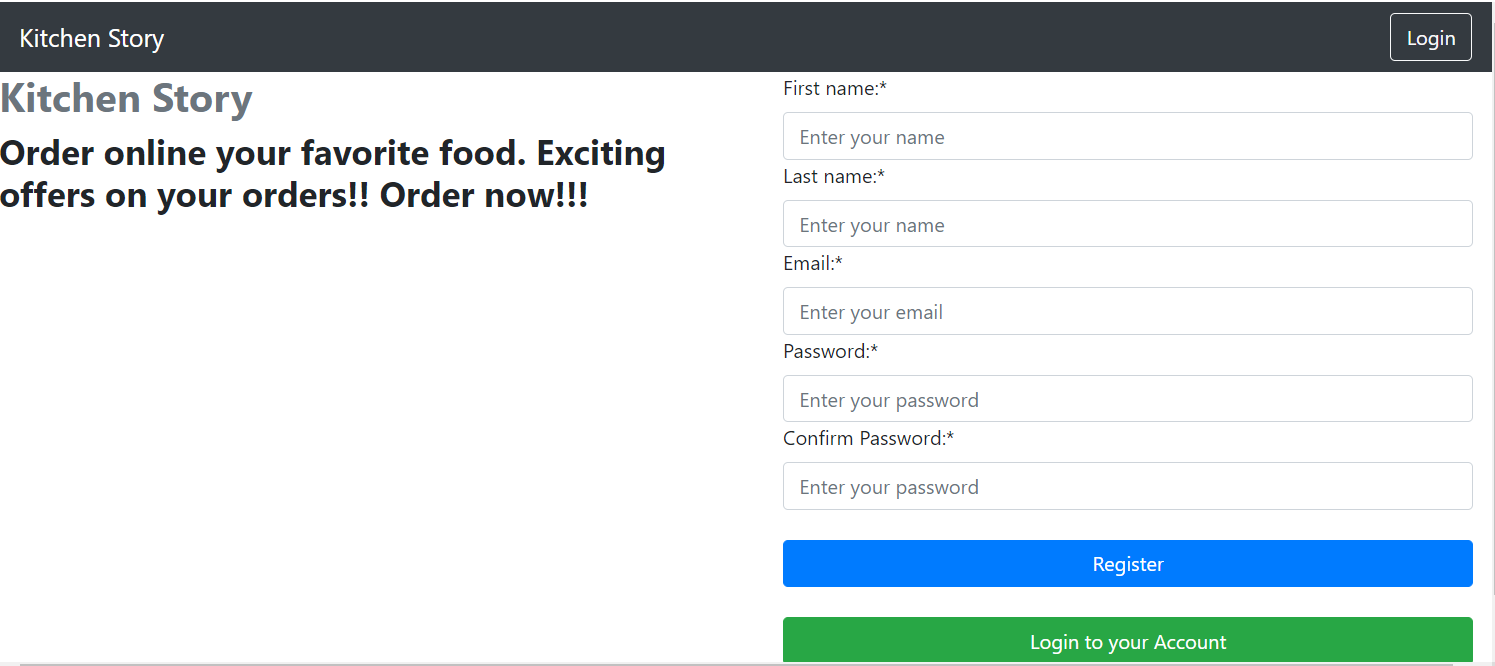 Kitchen Story
Login
Kitchen Story
Order online your favorite food. Exciting
offers on your orders!! Order now!!!
First name:*
Enter your name
Last name:*
Enter your name
Email:*
Enter your email
Password:*
Enter your password
Confirm Password:*
Enter your password
Register
Login to your Account